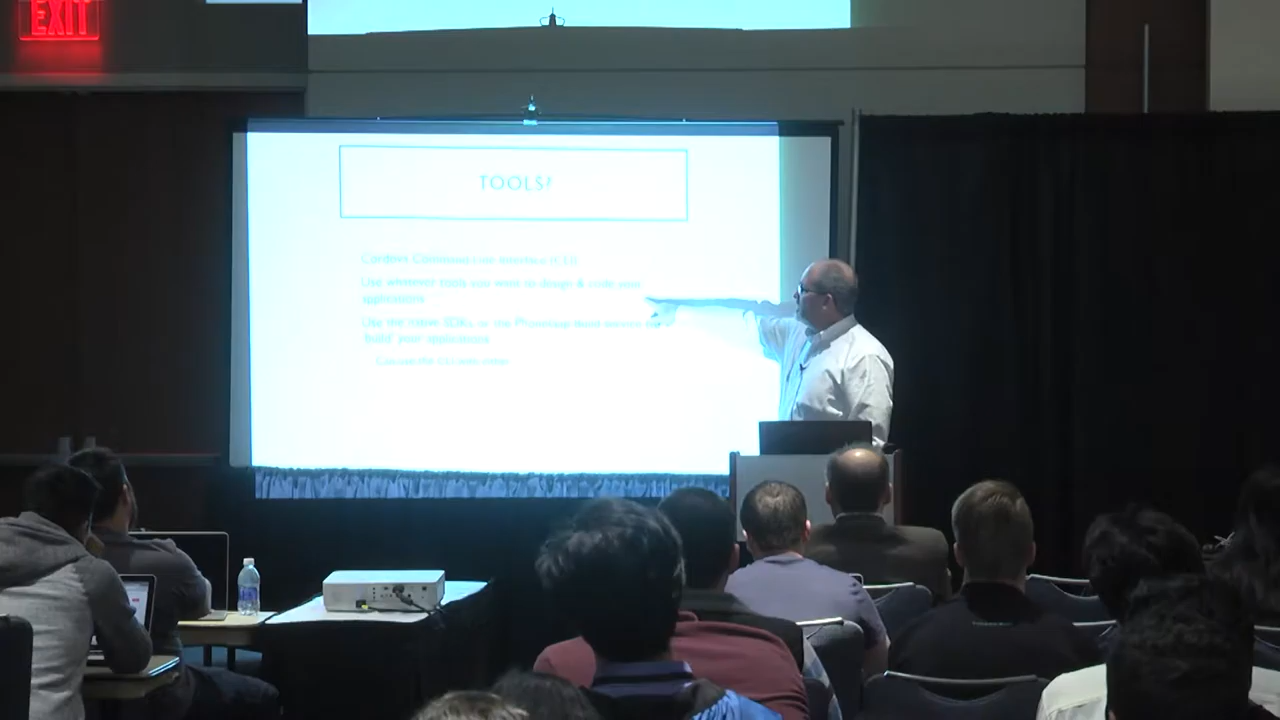 EXIT
TOOLS?
Cordova Command-Line Interface (CLI)
Use whatever tools you want to design & code your
applications
Use the native SDKs or the PhoneGap Build service to
'build' your applications